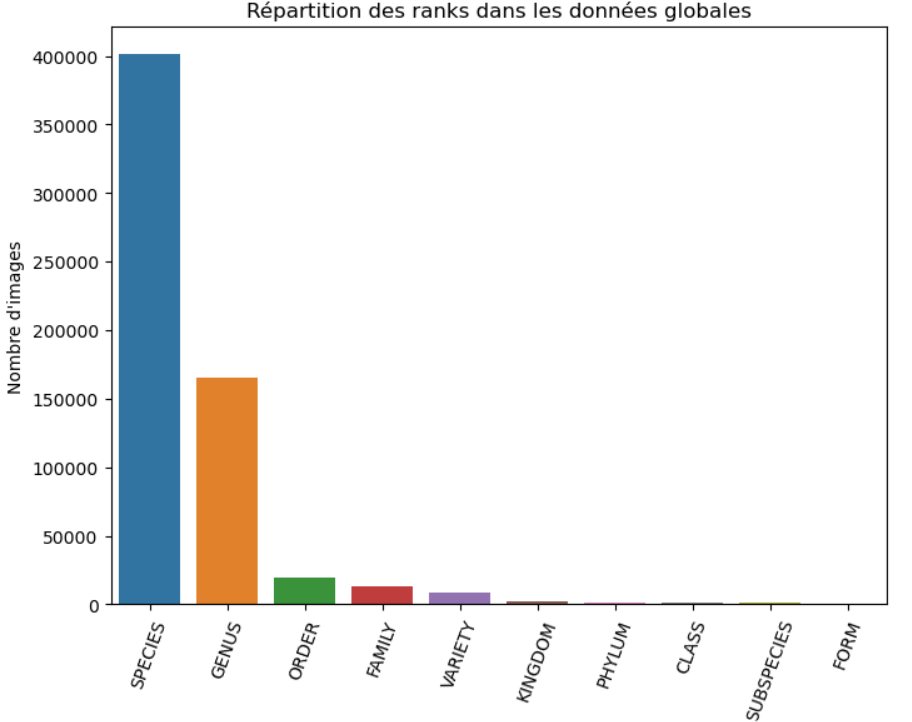 Répartition des ranks dans les données globales
Nombre d'images
400000
350000
300000
250000
200000
150000
100000
50000
0
SPECIES
GENUS
ORDER
FAMILY
VARIETY
KINGDOM
PHYLUM
CLASS
SUBSPECIES
FORM